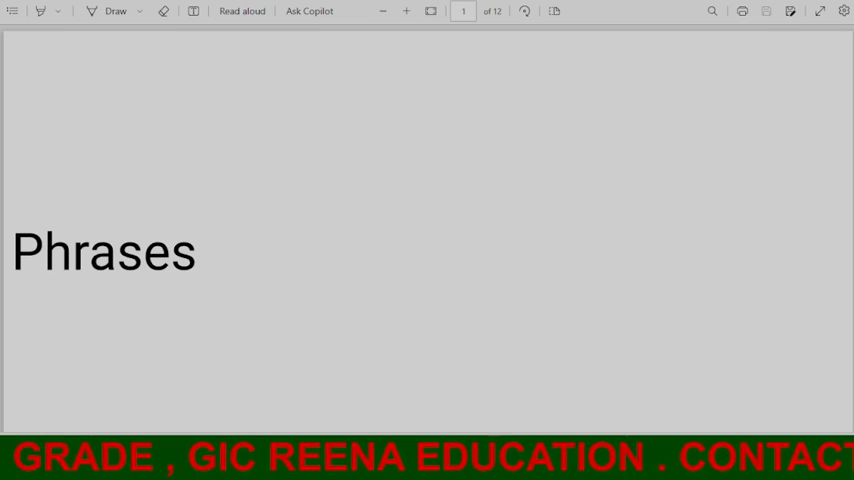 Draw Read aloud Ask Copilot 1 of 12
Phrases
GRADE , GIC REENA EDUCATION . CONTACT